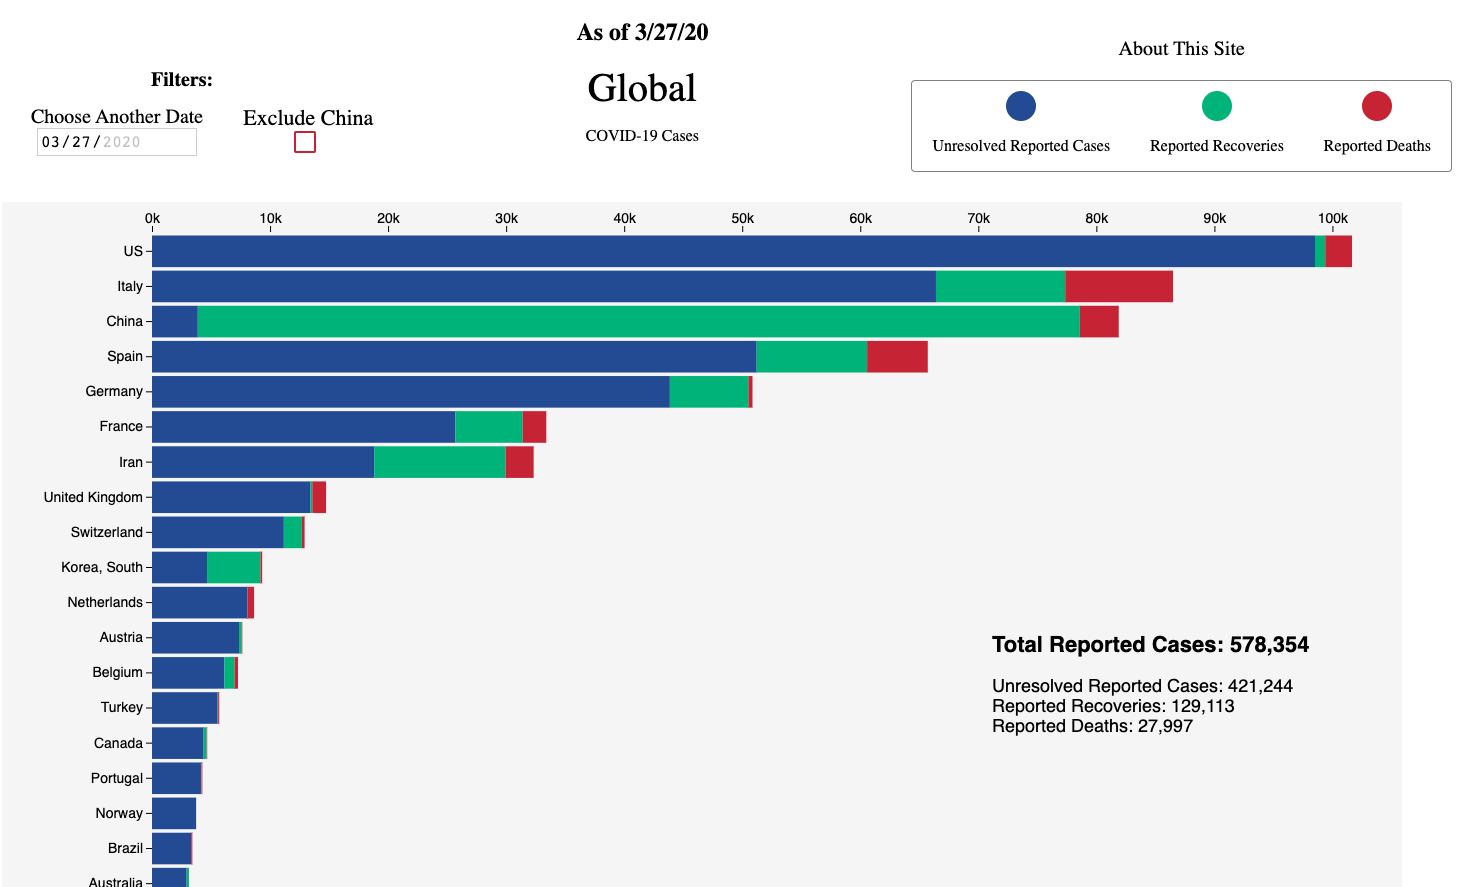 As of 3/27/20
Global
COVID-19 Cases
Filters:
Choose Another Date
03/27/2020
Exclude China
About This Site
Unresolved Reported Cases
Reported Recoveries
Reported Deaths
0k 10k 20k 30k 40k 50k 60k 70k 80k 90k 100k
US
Italy
China
Spain
Germany
France
Iran
United Kingdom
Switzerland
Korea, South
Netherlands
Austria
Belgium
Turkey
Canada
Portugal
Norway
Brazil
Australia
Total Reported Cases: 578,354
Unresolved Reported Cases: 421,244
Reported Recoveries: 129,113
Reported Deaths: 27,997